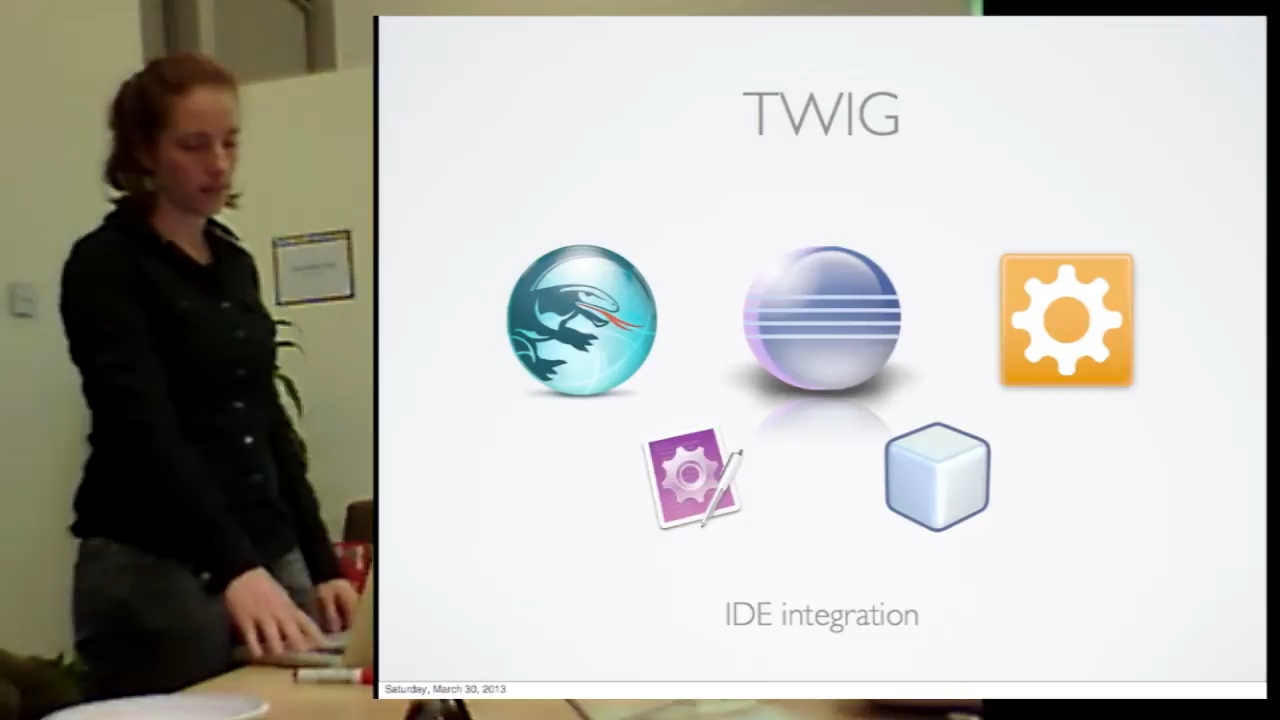 TWIG
IDE integration
Saturday, March 30, 2013